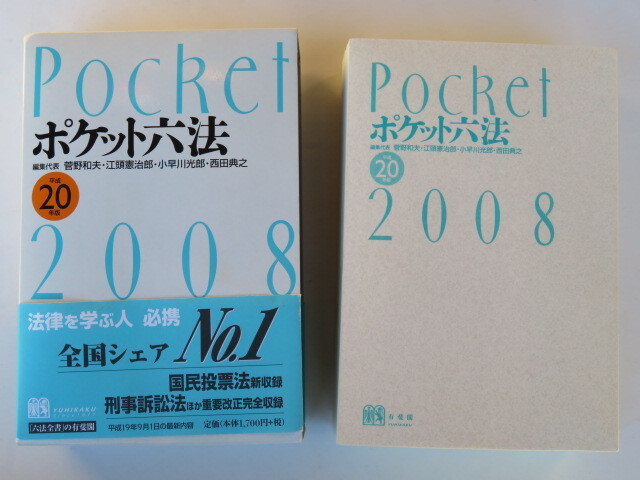 Pocket
ポケット六法
編集代表 菅野和夫・江頭憲治郎・小早川光郎・西田典之
平成
20
年版
2008
法律を学ぶ人 必携
全国シェア No.1
国民投票法新収録
刑事訴訟法ほか重要改正完全収録
YUHIKAKU
「六法全書」の有斐閣
平成19年9月1日の最新内容
定価(本体1,700円+税)
Pocket
ポケット六法
編集代表 菅野和夫・江頭憲治郎・小早川光郎・西田典之
平成
20
年版
2008
有斐閣